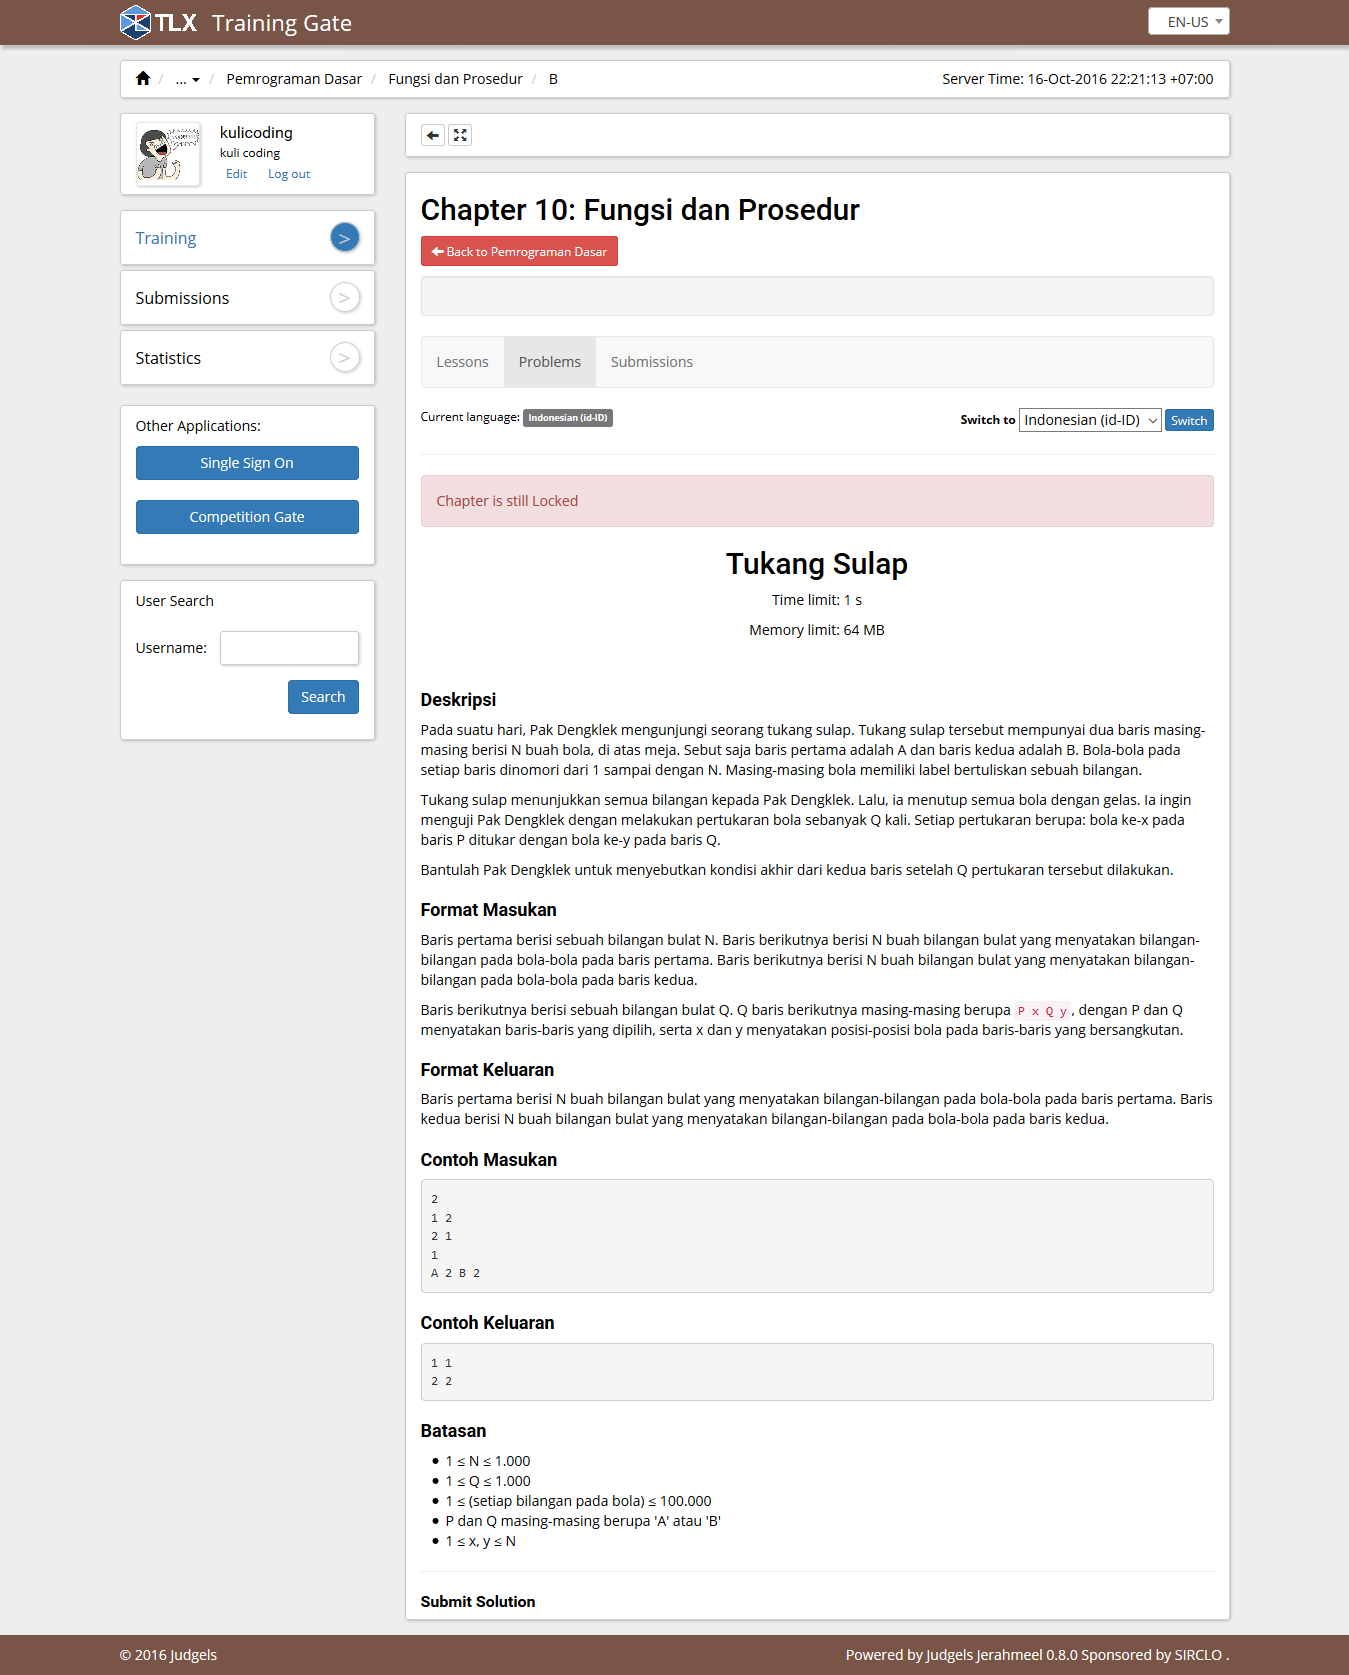 TLX Training Gate
EN-US
... Pemrograman Dasar / Fungsi dan Prosedur / B
Server Time: 16-Oct-2016 22:21:13 +07:00
kulicoding
kuli coding
Edit Log out
Training >
Submissions >
Statistics >
Other Applications:
Single Sign On
Competition Gate
User Search
Username:
Search
Chapter 10: Fungsi dan Prosedur
Back to Pemrograman Dasar
Lessons Problems Submissions
Current language: Indonesian (id-ID)
Switch to Indonesian (id-ID) Switch
Chapter is still Locked
Tukang Sulap
Time limit: 1 s
Memory limit: 64 MB
Deskripsi
Pada suatu hari, Pak Dengklek mengunjungi seorang tukang sulap. Tukang sulap tersebut mempunyai dua baris masing-
masing berisi N buah bola, di atas meja. Sebut saja baris pertama adalah A dan baris kedua adalah B. Bola-bola pada
setiap baris dinomori dari 1 sampai dengan N. Masing-masing bola memiliki label bertuliskan sebuah bilangan.
Tukang sulap menunjukkan semua bilangan kepada Pak Dengklek. Lalu, ia menutup semua bola dengan gelas. Ia ingin
menguji Pak Dengklek dengan melakukan pertukaran bola sebanyak Q kali. Setiap pertukaran berupa: bola ke-x pada
baris P ditukar dengan bola ke-y pada baris Q.
Bantulah Pak Dengklek untuk menyebutkan kondisi akhir dari kedua baris setelah Q pertukaran tersebut dilakukan.
Format Masukan
Baris pertama berisi sebuah bilangan bulat N. Baris berikutnya berisi N buah bilangan bulat yang menyatakan bilangan-
bilangan pada bola-bola pada baris pertama. Baris berikutnya berisi N buah bilangan bulat yang menyatakan bilangan-
bilangan pada bola-bola pada baris kedua.
Baris berikutnya berisi sebuah bilangan bulat Q. Q baris berikutnya masing-masing berupa P x Q y, dengan P dan Q
menyatakan baris-baris yang dipilih, serta x dan y menyatakan posisi-posisi bola pada baris-baris yang bersangkutan.
Format Keluaran
Baris pertama berisi N buah bilangan bulat yang menyatakan bilangan-bilangan pada bola-bola pada baris pertama. Baris
kedua berisi N buah bilangan bulat yang menyatakan bilangan-bilangan pada bola-bola pada baris kedua.
Contoh Masukan
2
1 2
2 1
1
A 2 B 2
Contoh Keluaran
1 1
2 2
Batasan
• 1 ≤ N ≤ 1.000
• 1 ≤ Q ≤ 1.000
• 1 ≤ (setiap bilangan pada bola) ≤ 100.000
• P dan Q masing-masing berupa 'A' atau 'B'
• 1 ≤ x, y ≤ N
Submit Solution
© 2016 Judgels
Powered by Judgels Jerahmeel 0.8.0 Sponsored by SIRCLO .